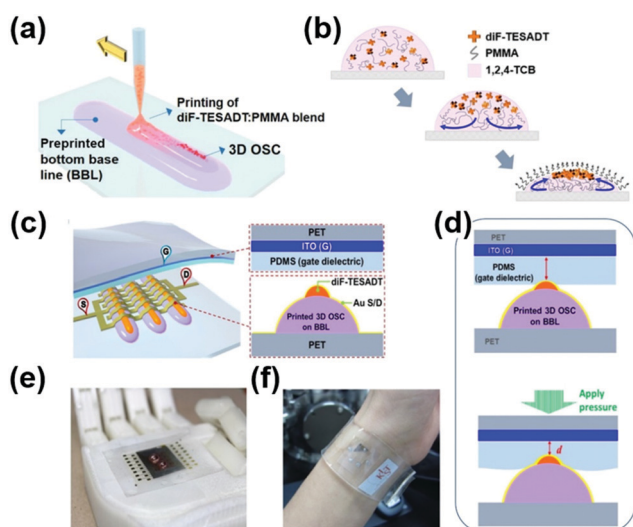 (a)
Printing of
diF-TESADT:PMMA blend
Preprinted
bottom base
line (BBL)
3D OSC
(b)
diF-TESADT
PMMA
1,2,4-TCB
(c)
G
S
D
PET
ITO (G)
PDMS (gate dielectric)
diF-TESADT
Au S/D
Printed 3D OSC
on BBL
PET
(d)
PET
ITO (G)
PDMS
(gate dielectric)
Printed 3D OSC
on BBL
PET
Apply
pressure
d
(e)
(f)